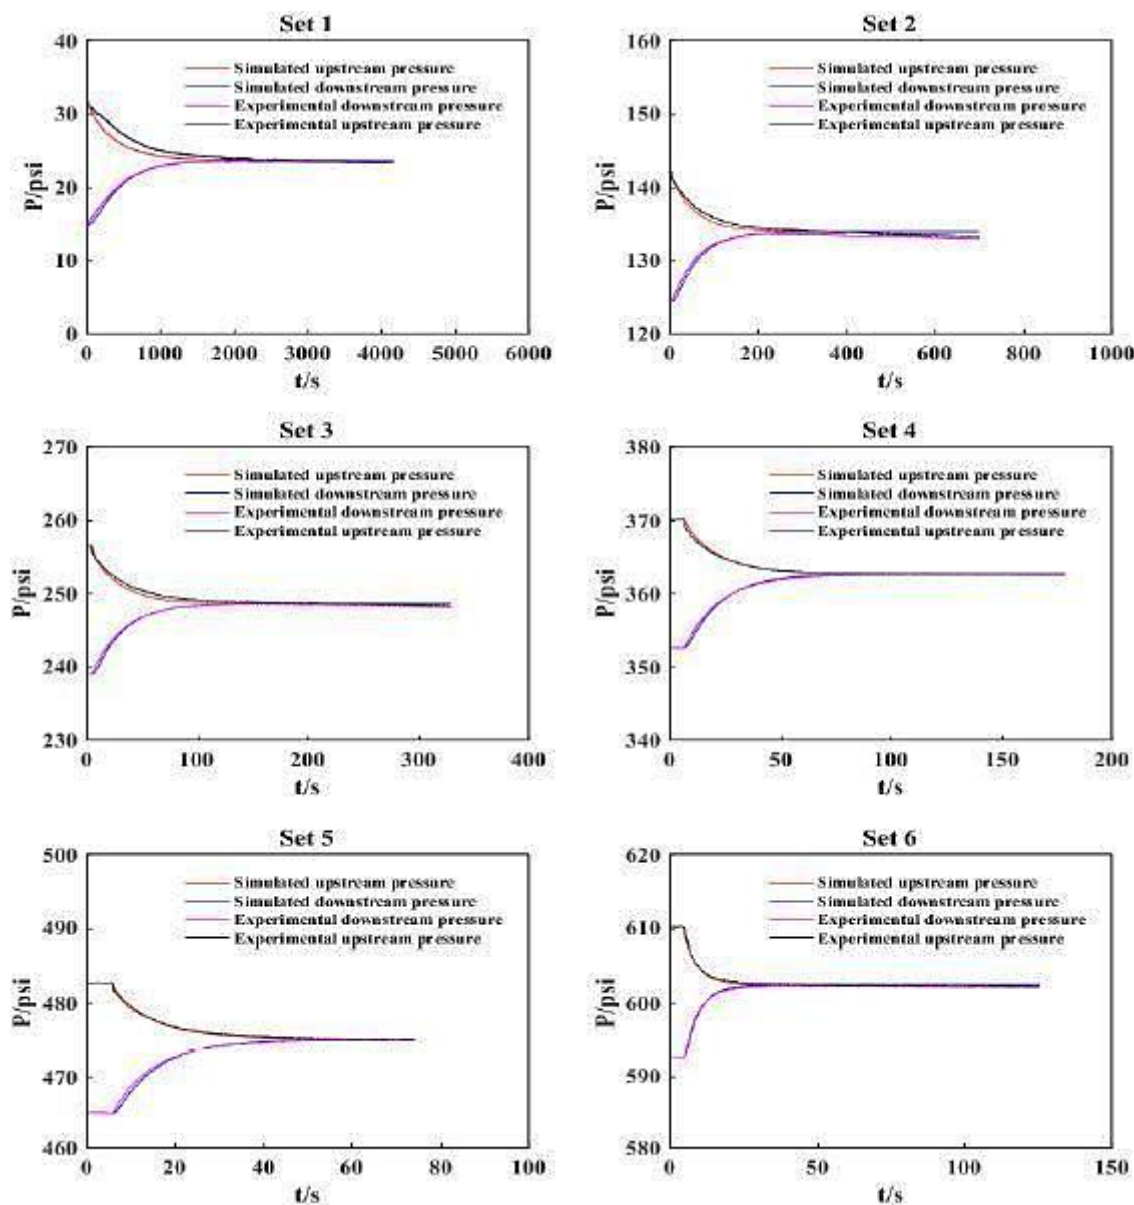 Set 1
40
30
20
10
0
P/psi
Simulated upstream pressure
Simulated downstream pressure
Experimental downstream pressure
Experimental upstream pressure
0 1000 2000 3000 4000 5000 6000
t/s
Set 2
160
150
140
130
120
P/psi
Simulated upstream pressure
Simulated downstream pressure
Experimental downstream pressure
Experimental upstream pressure
0 200 400 600 800 1000
t/s
Set 3
270
260
250
240
230
P/psi
Simulated upstream pressure
Simulated downstream pressure
Experimental downstream pressure
Experimental upstream pressure
0 100 200 300 400
t/s
Set 4
380
370
360
350
340
P/psi
Simulated upstream pressure
Simulated downstream pressure
Experimental downstream pressure
Experimental upstream pressure
0 50 100 150 200
t/s
Set 5
500
490
480
470
460
P/psi
Simulated upstream pressure
Simulated downstream pressure
Experimental downstream pressure
Experimental upstream pressure
0 20 40 60 80 100
t/s
Set 6
620
610
600
590
580
P/psi
Simulated upstream pressure
Simulated downstream pressure
Experimental downstream pressure
Experimental upstream pressure
0 50 100 150
t/s